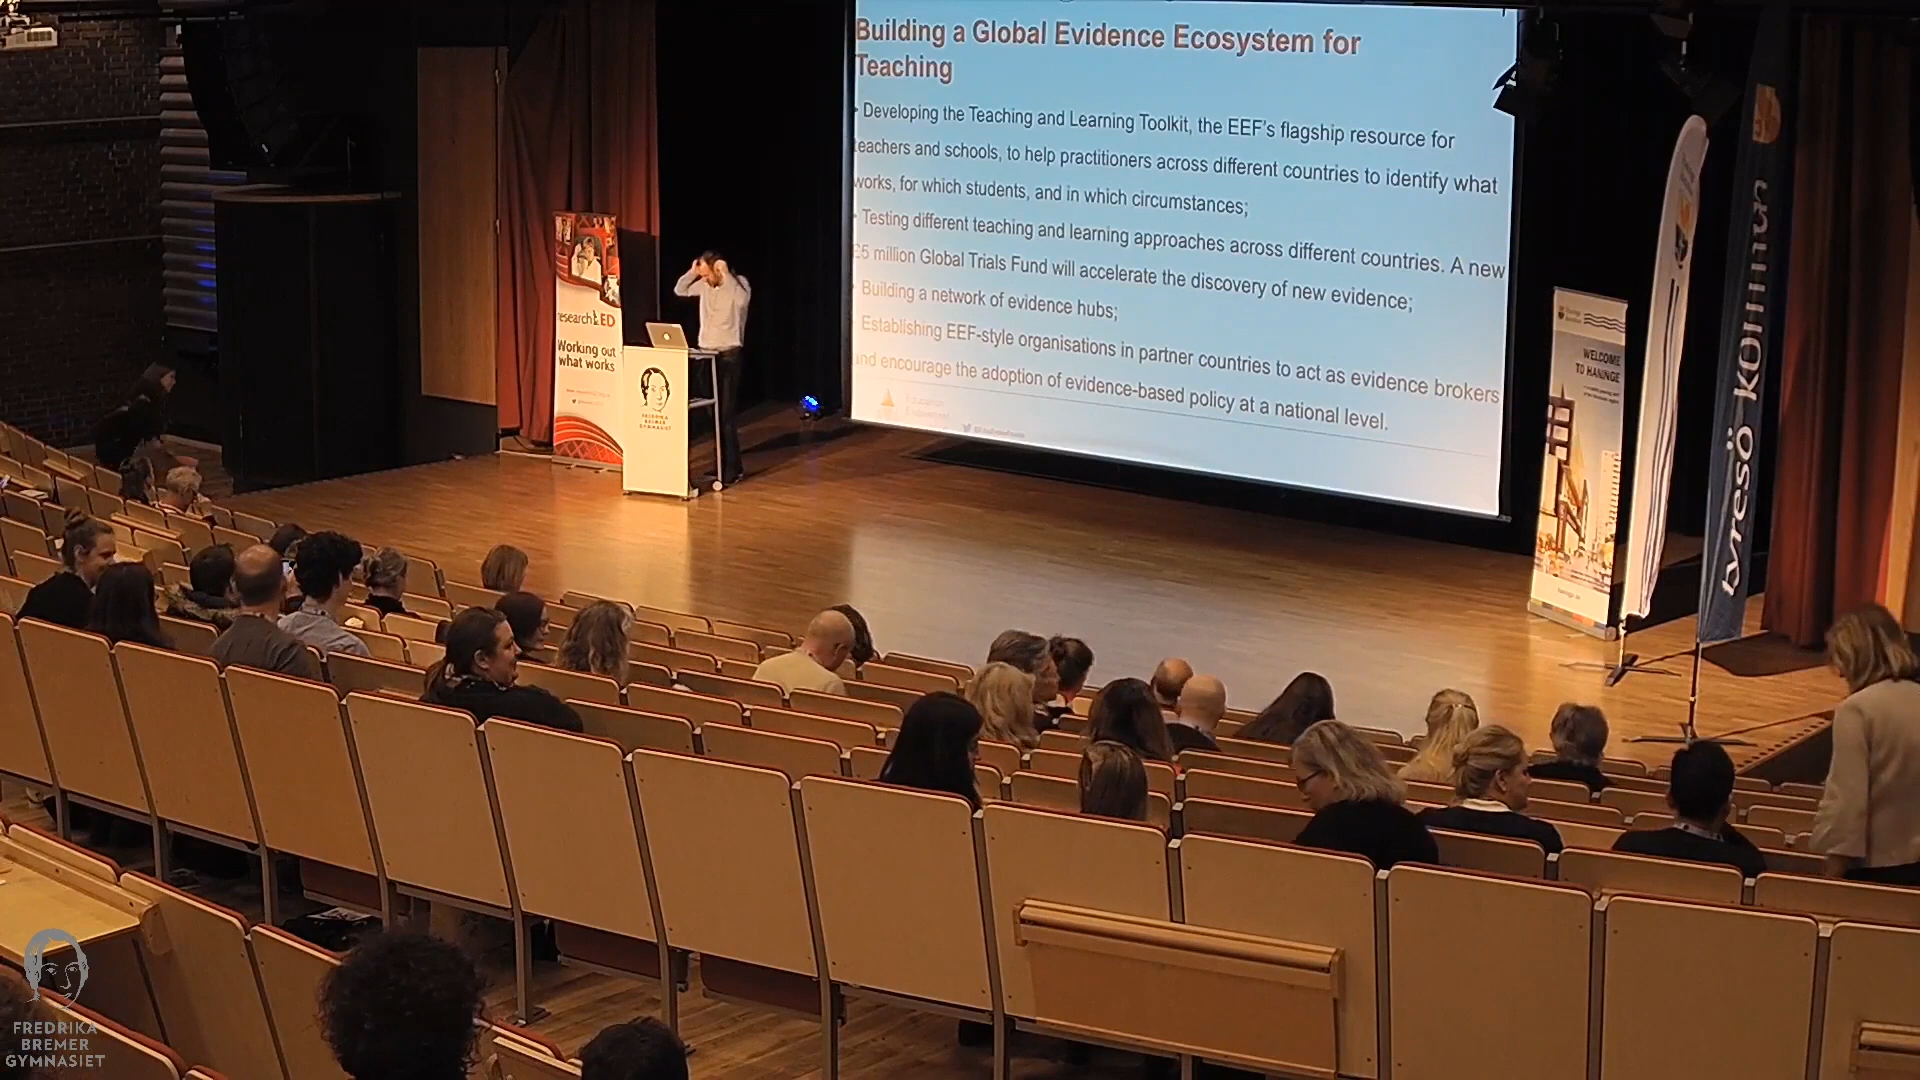 Building a Global Evidence Ecosystem for
Teaching
• Developing the Teaching and Learning Toolkit, the EEF's flagship resource for
teachers and schools, to help practitioners across different countries to identify what
works, for which students, and in which circumstances;
• Testing different teaching and learning approaches across different countries. A new
£5 million Global Trials Fund will accelerate the discovery of new evidence;
Building a network of evidence hubs;
Establishing EEF-style organisations in partner countries to act as evidence brokers
and encourage the adoption of evidence-based policy at a national level.
Education
Endowment
researchED
Working out
what works
FREDRIKA
BREMER
GYMNASIET
WELCOME
TO HANINGE
tyresö kommun
FREDRIKA
BREMER
GYMNASIET